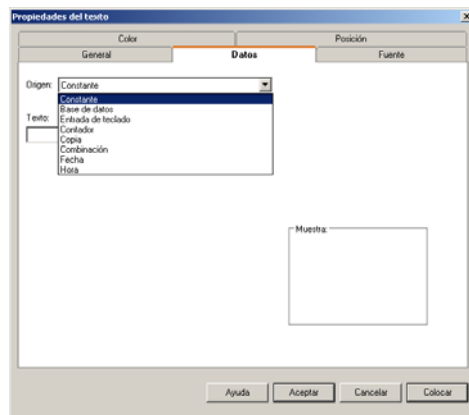 Propiedades del texto
Color Posición
General Datos Fuente
Origen: Constante
Constante
Base de datos
Texto: Entrada de teclado
Contador
Copia
Combinación
Fecha
Hora
Muestra:
Ayuda Aceptar Cancelar Colocar